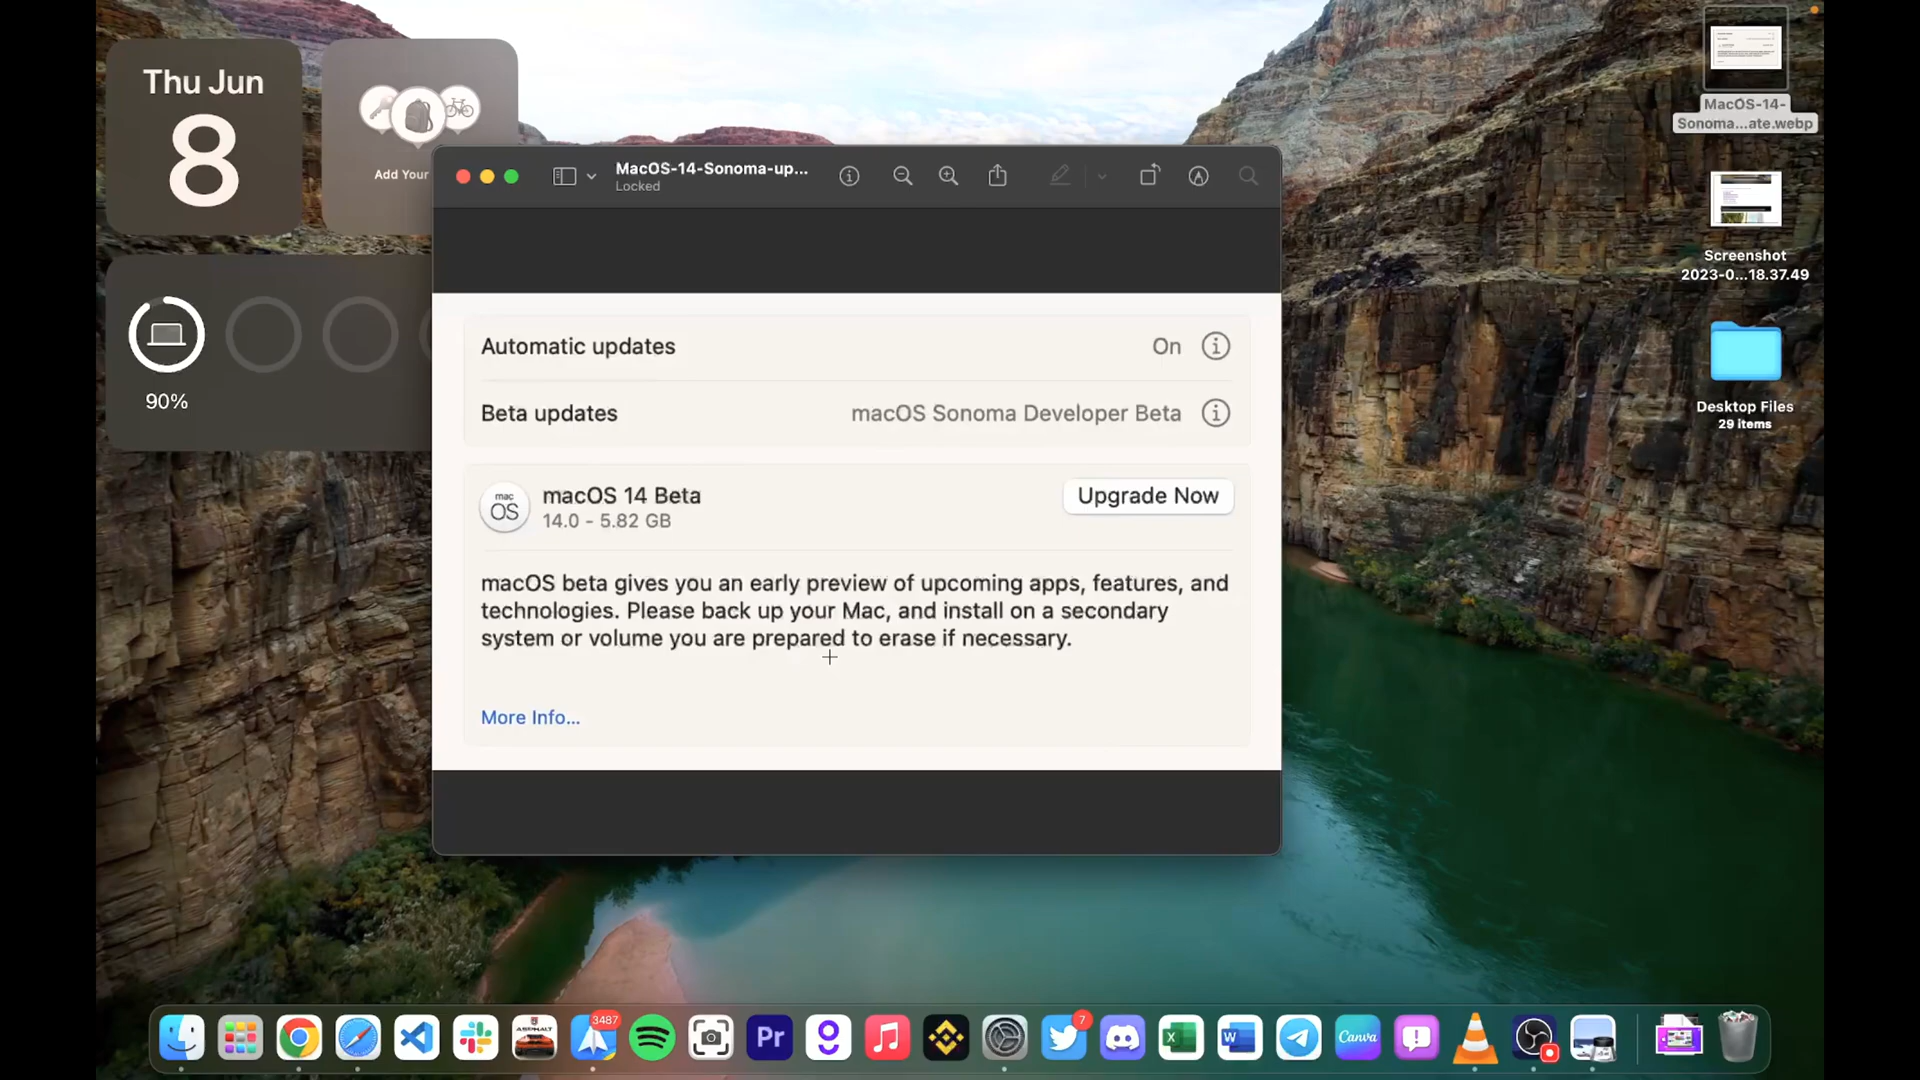 Thu Jun
8
Add Your
90%
MacOS-14-Sonoma-up...
Locked
Automatic updates
On
Beta updates
macOS Sonoma Developer Beta
mac
OS
macOS 14 Beta
14.0 - 5.82 GB
Upgrade Now
macOS beta gives you an early preview of upcoming apps, features, and
technologies. Please back up your Mac, and install on a secondary
system or volume you are prepared to erase if necessary.
More Info...
MacOS-14-
Sonoma...ate.webp
Screenshot
2023-0...18.37.49
Desktop Files
29 items
ASPHALT
3487
Pr
7
X
W
Canva